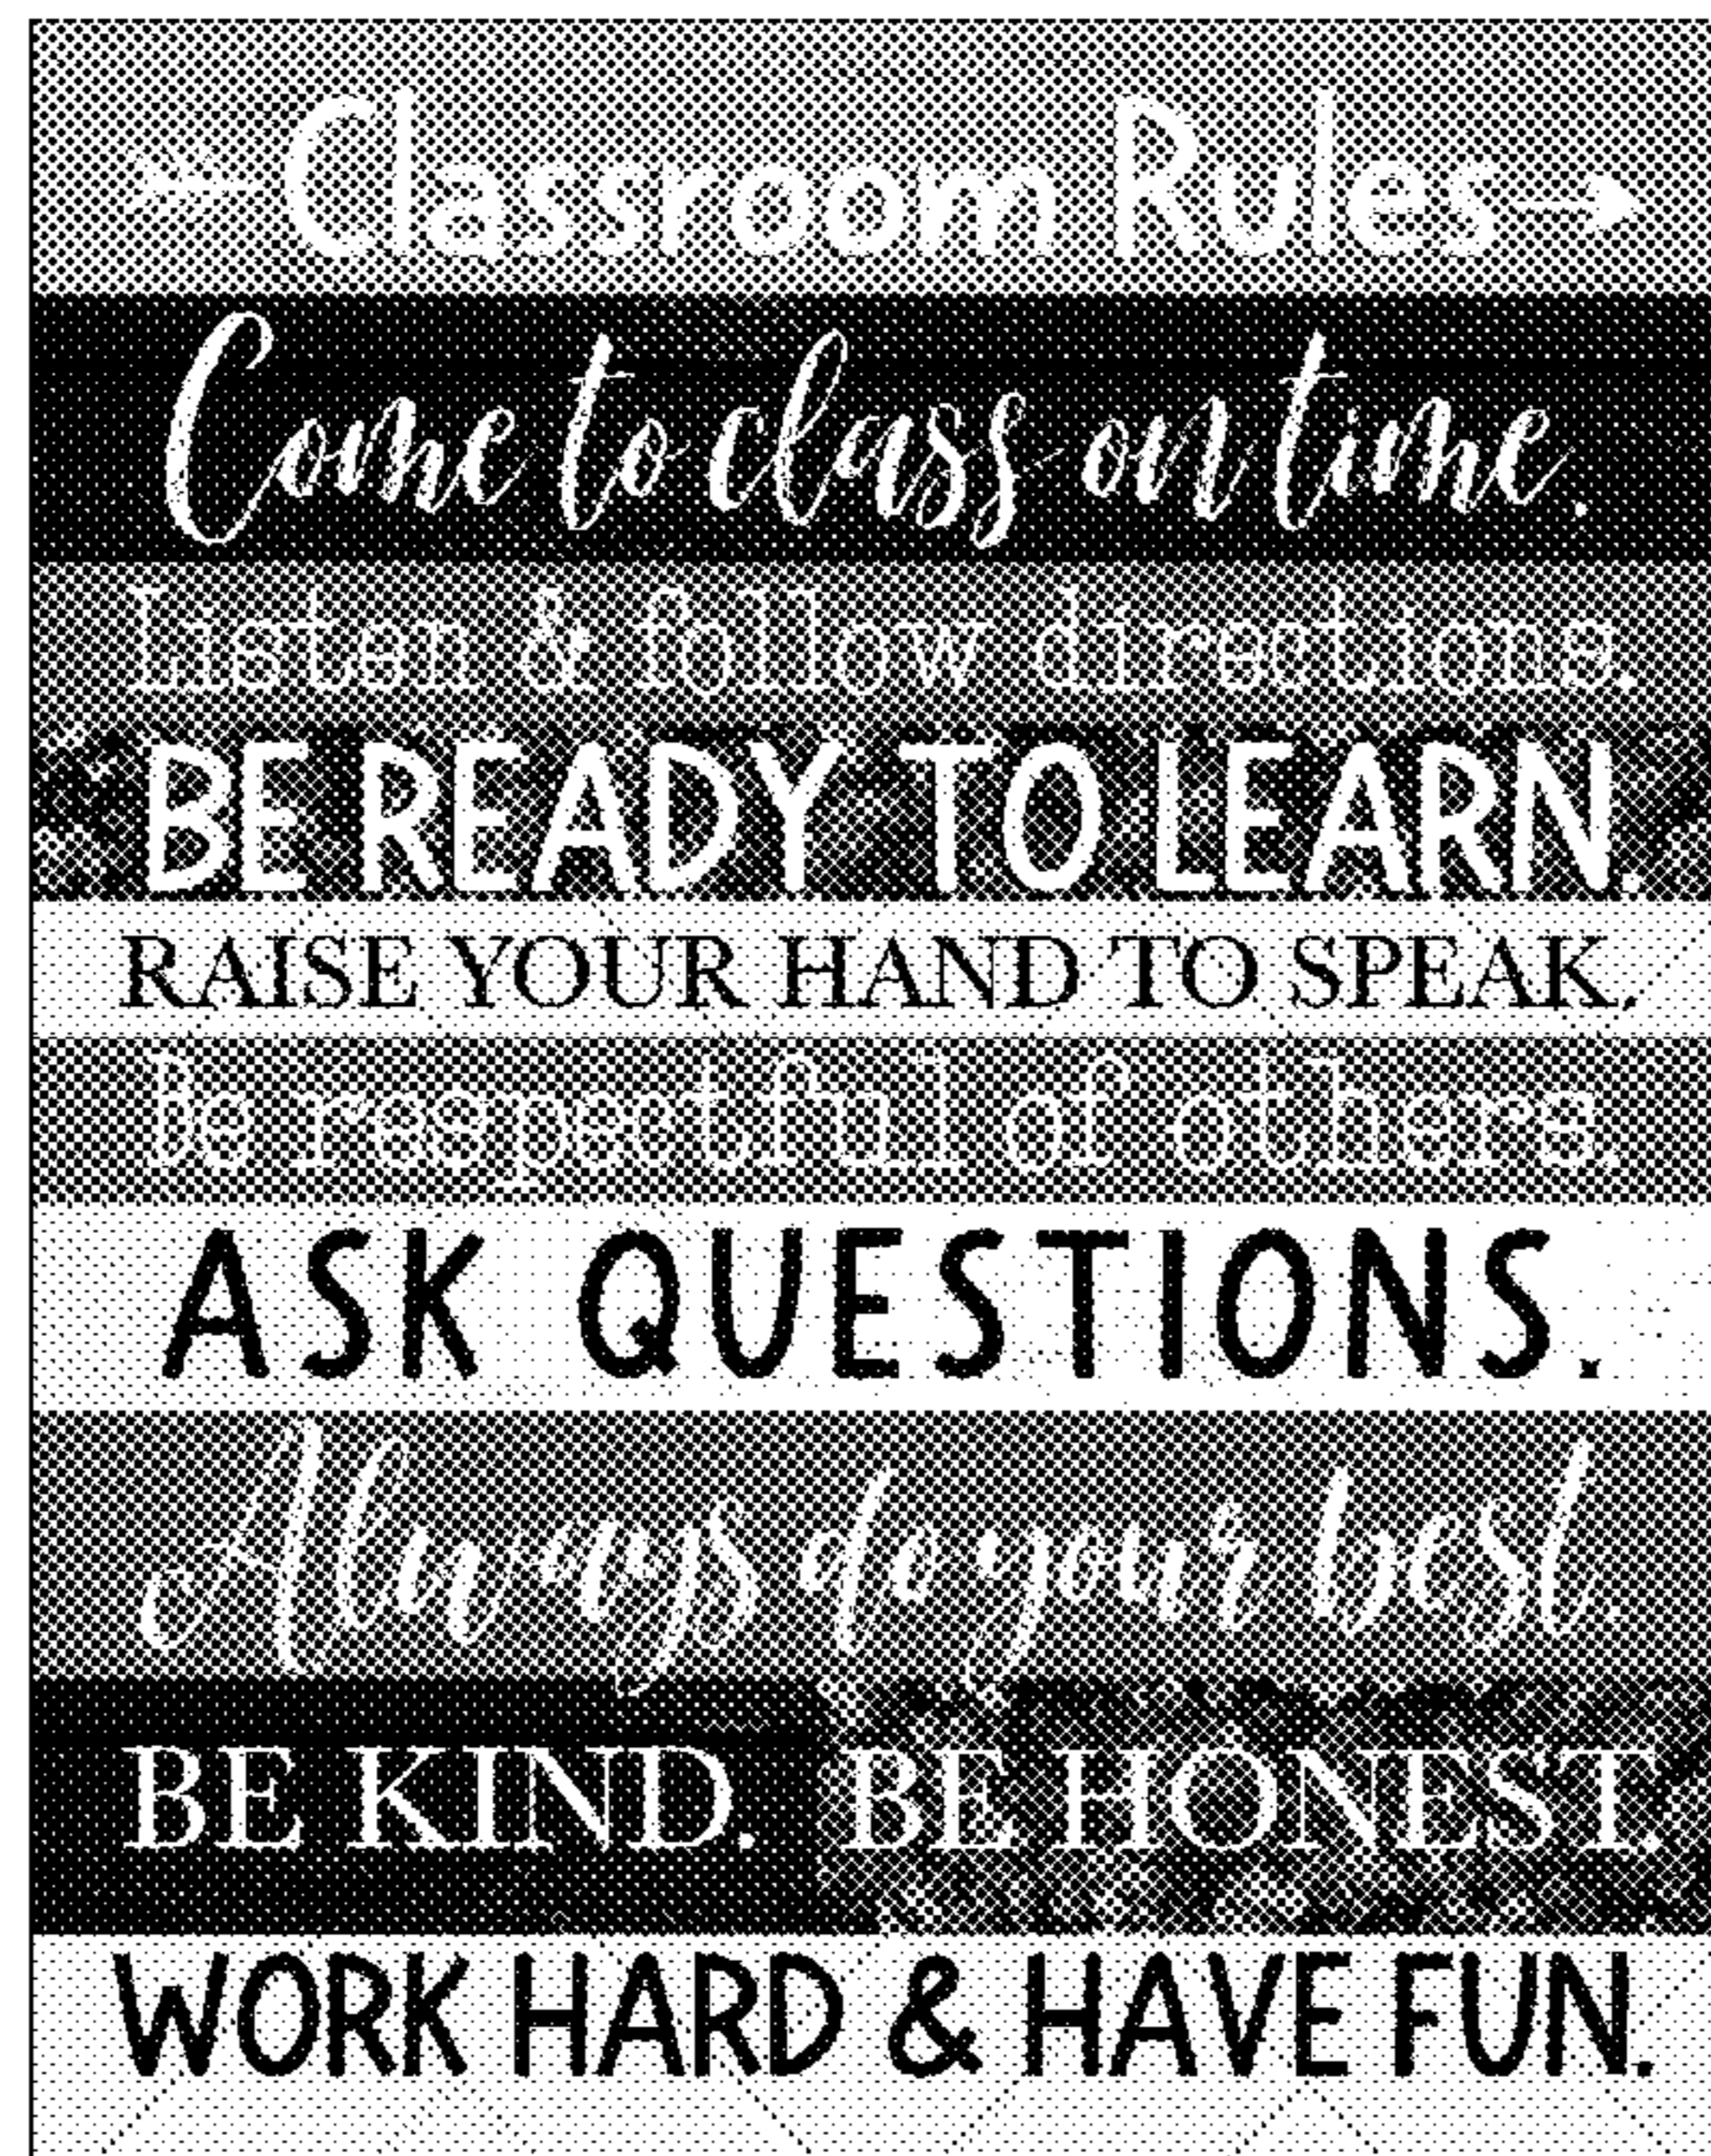 Classroom Rules
Come to class on time.
Listen & follow directions.
BE READY TO LEARN.
RAISE YOUR HAND TO SPEAK.
Be respectful of others.
ASK QUESTIONS.
Always do your best.
BE KIND. BE HONEST.
WORK HARD & HAVE FUN.